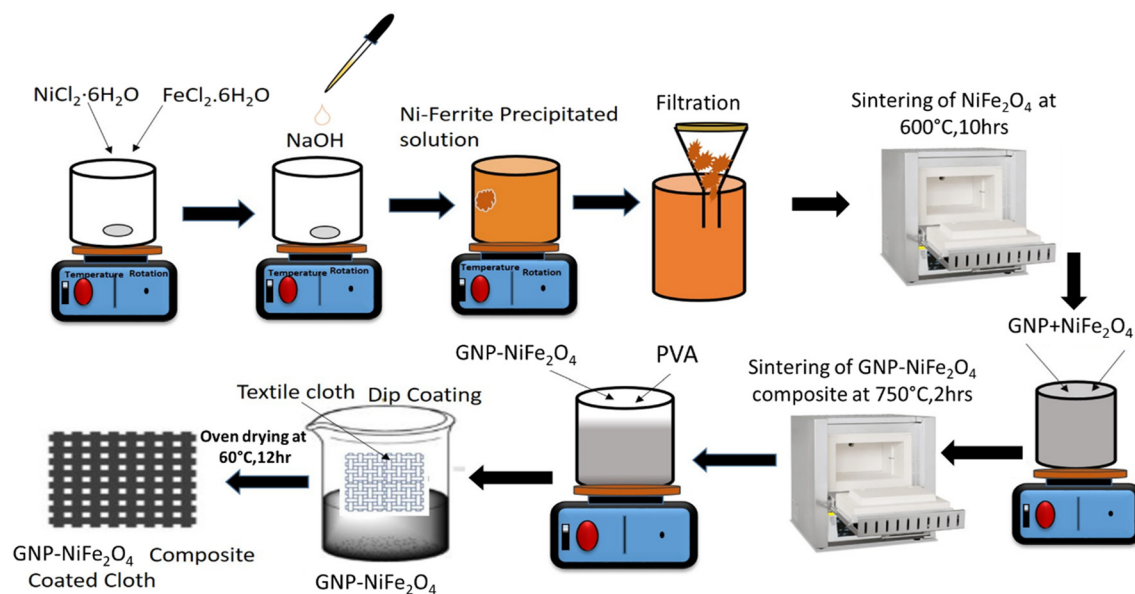 NiCl₂·6H₂O
FeCl₂.6H₂O
NaOH
Ni-Ferrite Precipitated
solution
Filtration
Sintering of NiFe₂O₄ at
600°C,10hrs
Temperature
Rotation
Temperature
Rotation
Temperature
Rotation
GNP+NiFe₂O₄
Sintering of GNP-NiFe₂O₄
composite at 750°C,2hrs
GNP-NiFe₂O₄
PVA
Textile cloth
Dip Coating
GNP-NiFe₂O₄
Oven drying at
60°C,12hr
GNP-NiFe₂O₄ Composite
Coated Cloth